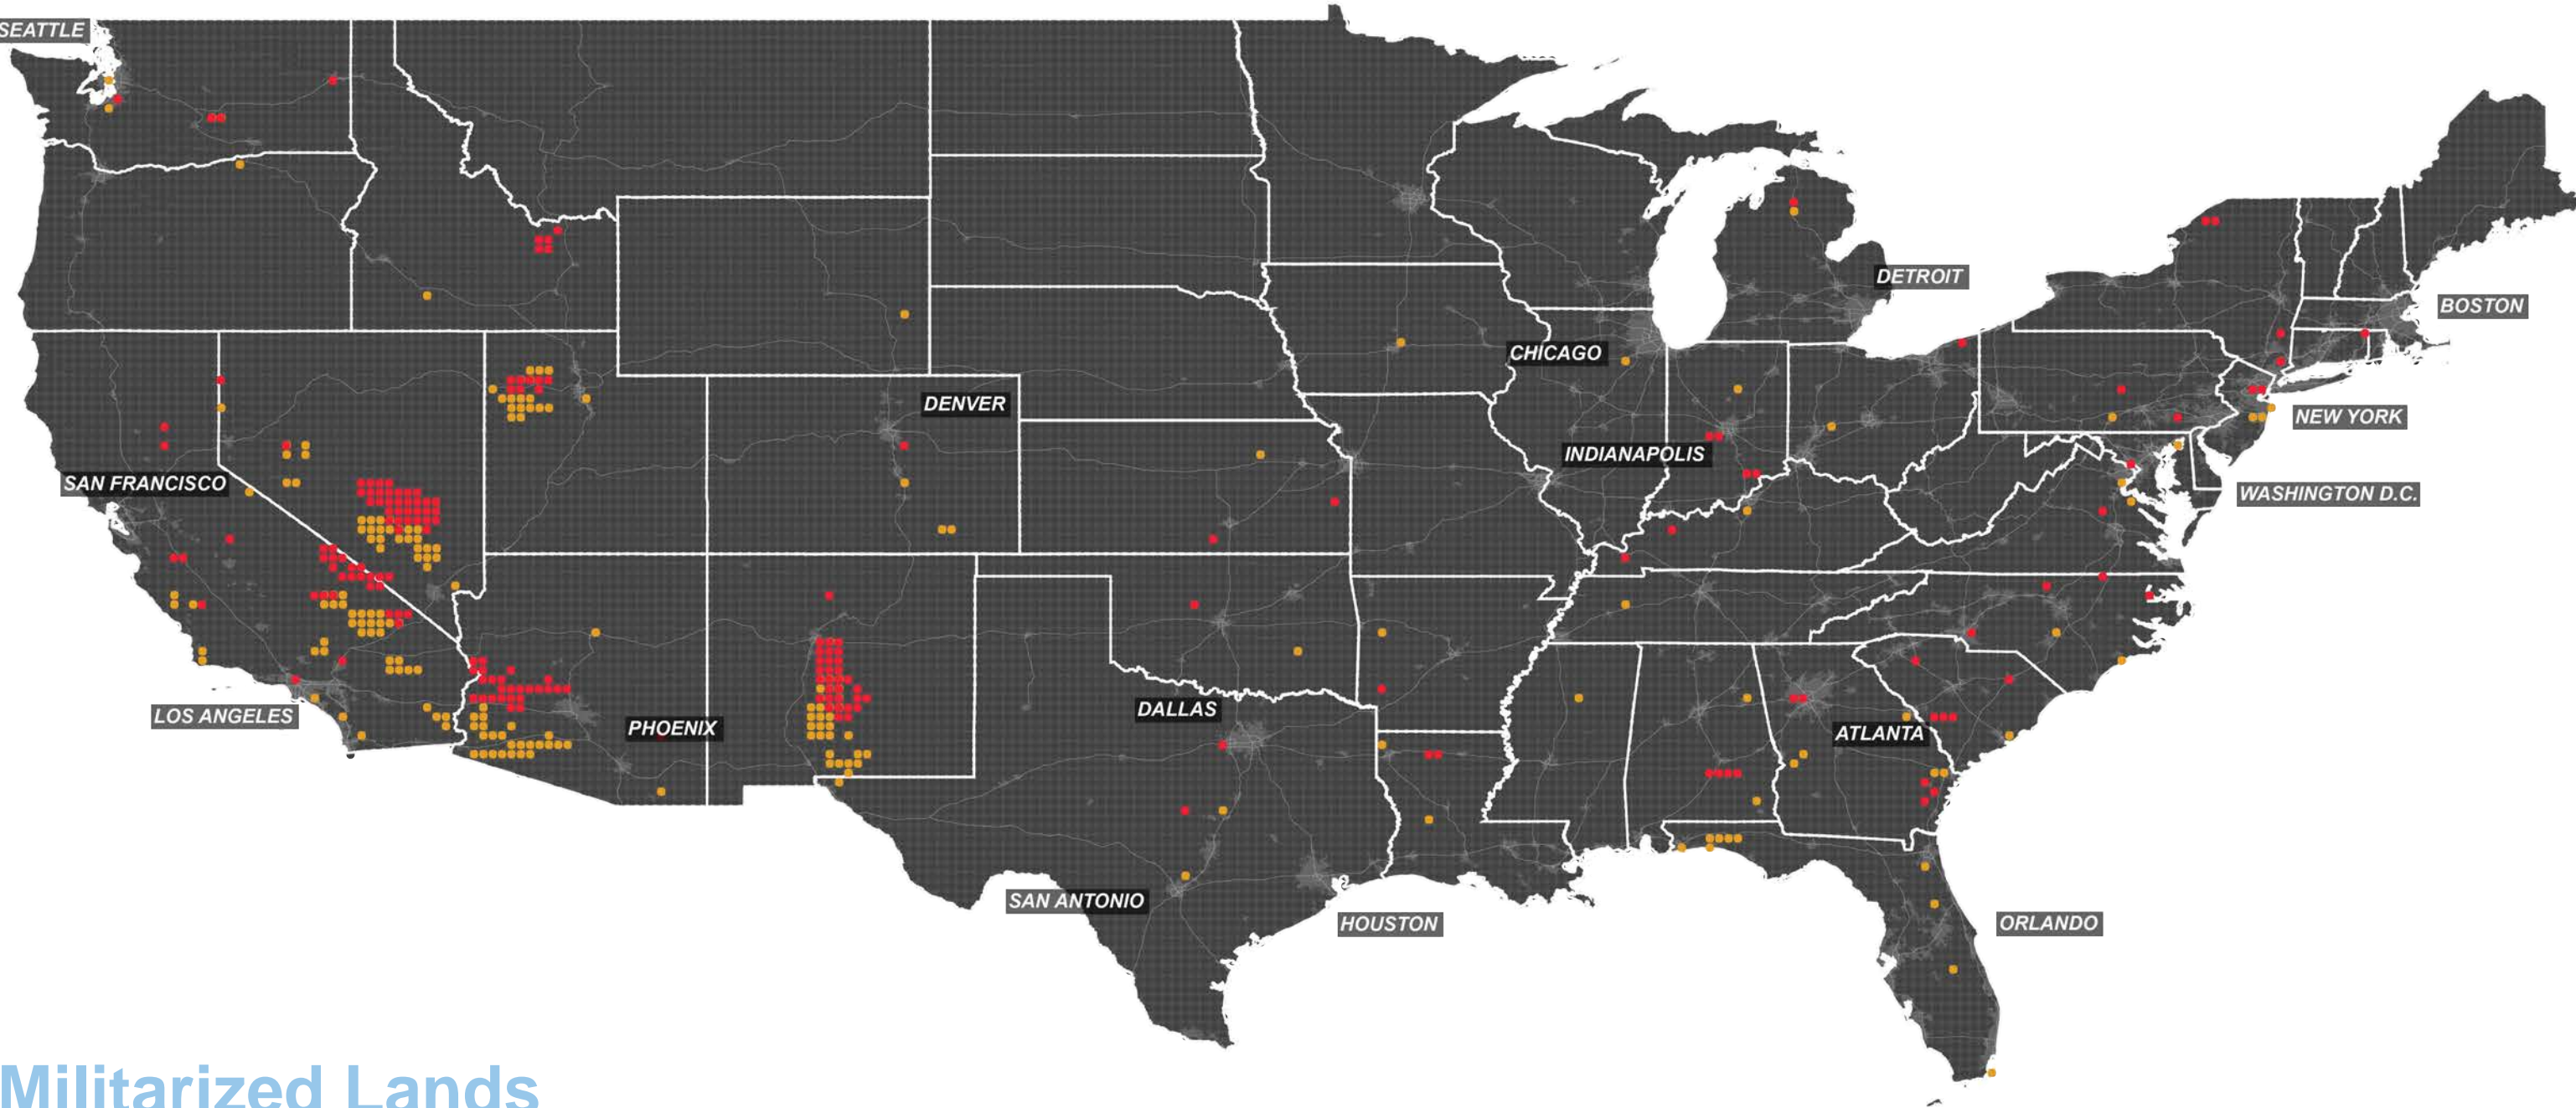 SEATTLE
DETROIT
BOSTON
CHICAGO
DENVER
NEW YORK
INDIANAPOLIS
SAN FRANCISCO
WASHINGTON D.C.
DALLAS
LOS ANGELES
PHOENIX
ATLANTA
SAN ANTONIO
HOUSTON
ORLANDO
Militarized Lands